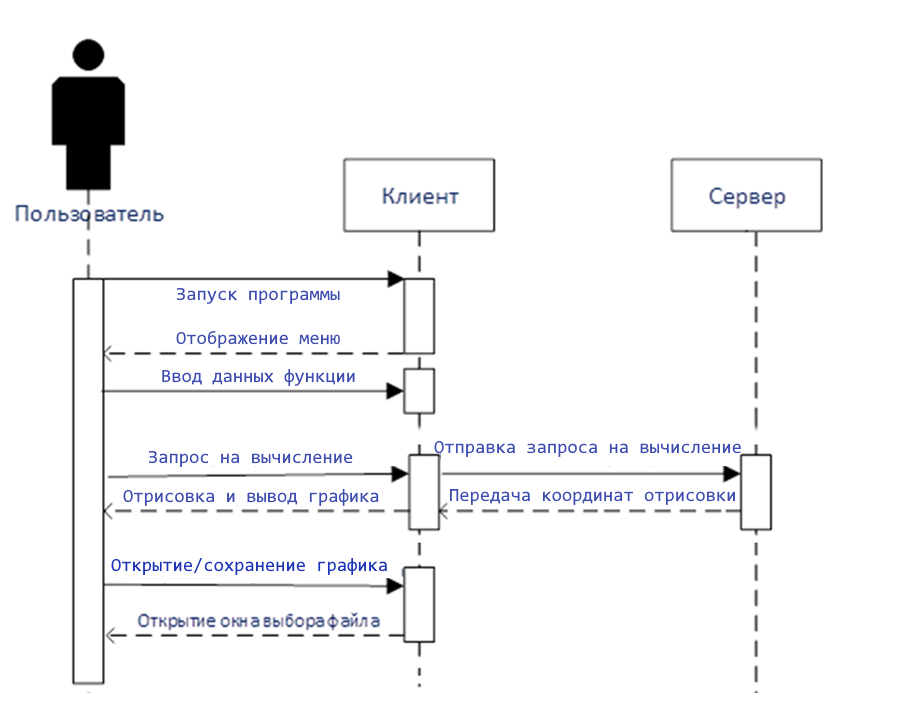 Пользователь
Клиент
Сервер
Запуск программы
Отображение меню
Ввод данных функции
Запрос на вычисление
Отправка запроса на вычисление
Отрисовка и вывод графика
Передача координат отрисовки
Открытие/сохранение графика
Открытие окна выбора файла